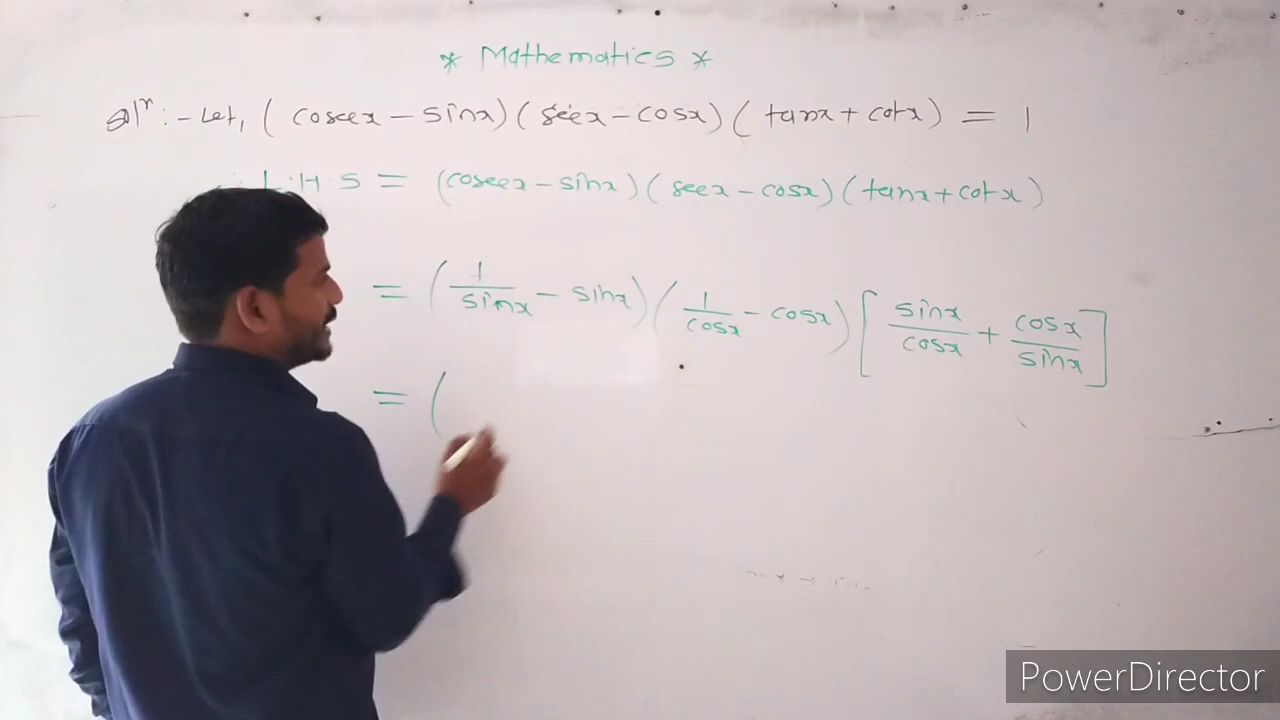 * Mathematics *
Solⁿ :- Let, (cosecx - sinx)(secx - cosx)(tanx + cotx) = 1
∴ L.H.S = (cosecx - sinx)(secx - cosx)(tanx + cotx)
= (1/sinx - sinx)(1/cosx - cosx)[sinx/cosx + cosx/sinx]
= (
PowerDirector